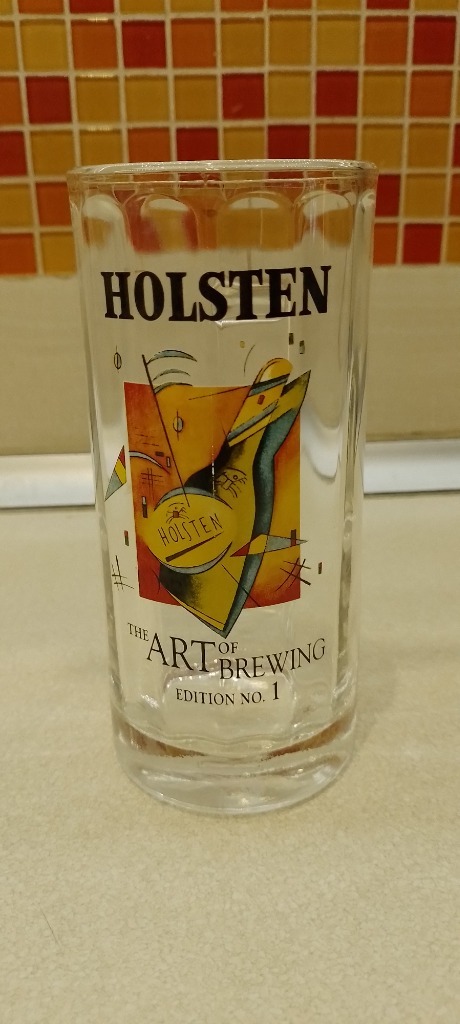 HOLSTEN
HOLSTEN
THE ART OF BREWING
EDITION NO. 1